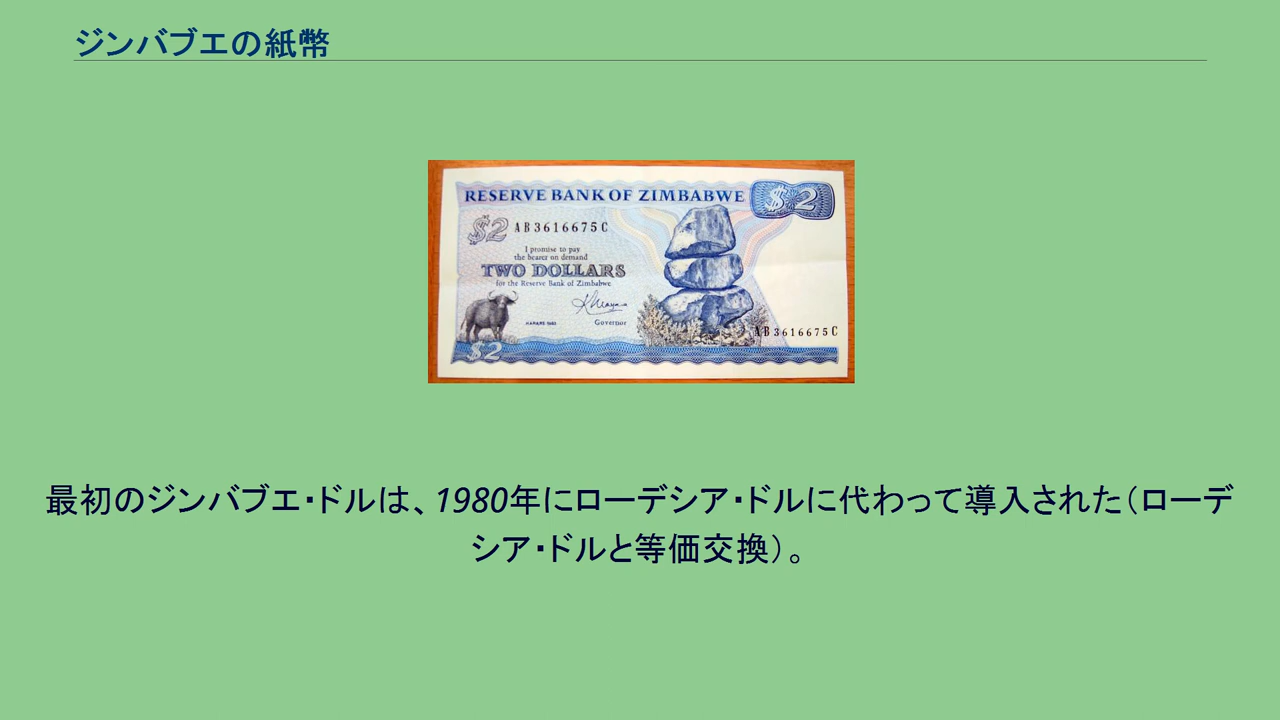 ジンバブエの紙幣
RESERVE BANK OF ZIMBABWE
$2
$2
AB3616675C
I promise to pay
the bearer on demand
TWO DOLLARS
for the Reserve Bank of Zimbabwe
HARARE 1983
Governor
AB3616675C
$2
最初のジンバブエ・ドルは、1980年にローデシア・ドルに代わって導入された（ローデ
シア・ドルと等価交換）。